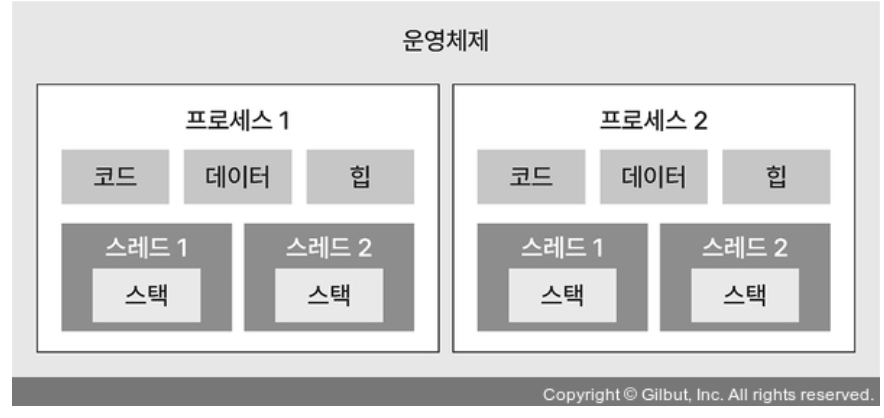 운영체제
프로세스 1
프로세스 2
코드 데이터 힙
코드 데이터 힙
스레드 1 스레드 2
스택 스택
스레드 1 스레드 2
스택 스택
Copyright © Gilbut, Inc. All rights reserved.